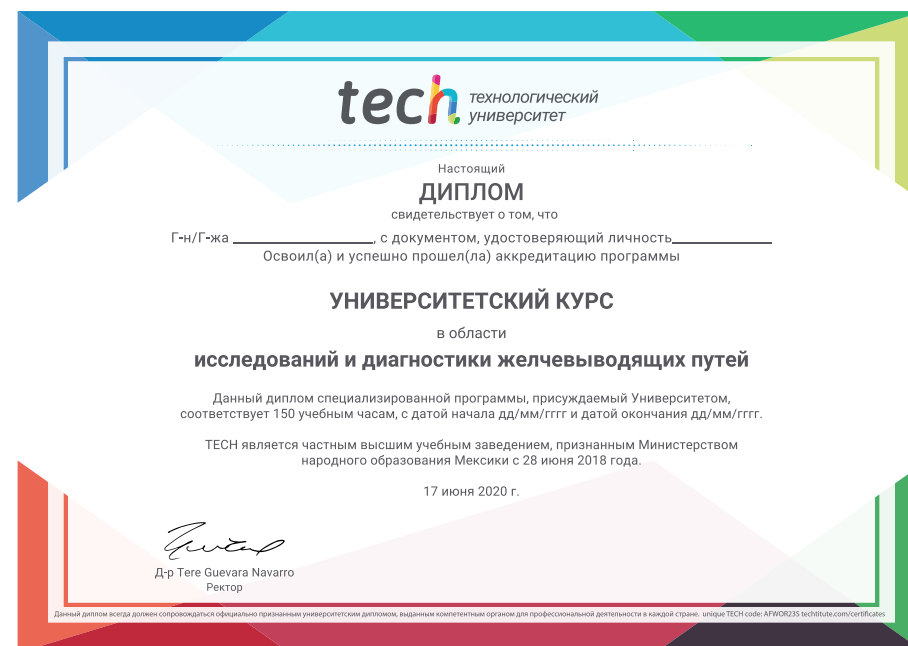 tech технологический
университет
Настоящий
ДИПЛОМ
свидетельствует о том, что
Г-н/Г-жа ____________________, с документом, удостоверяющий личность______________
Освоил(а) и успешно прошел(ла) аккредитацию программы
УНИВЕРСИТЕТСКИЙ КУРС
в области
исследований и диагностики желчевыводящих путей
Данный диплом специализированной программы, присуждаемый Университетом,
соответствует 150 учебным часам, с датой начала дд/мм/гггг и датой окончания дд/мм/гггг.
TECH является частным высшим учебным заведением, признанным Министерством
народного образования Мексики с 28 июня 2018 года.
17 июня 2020 г.
Д-р Tere Guevara Navarro
Ректор
Данный диплом всегда должен сопровождаться официально признанным университетским дипломом, выданным компетентным органом для профессиональной деятельности в каждой стране. unique TECH code: AFWOR23S techtitute.com/certificates